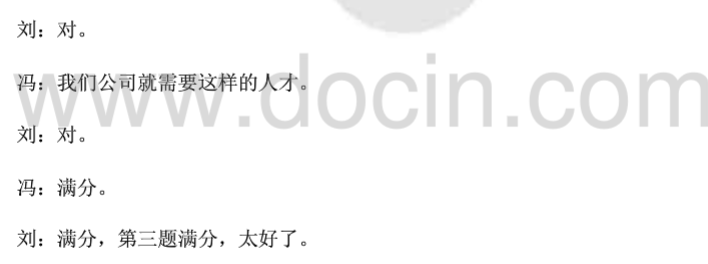 刘：对。
冯：我们公司就需要这样的人才。
www.docin.com
刘：对。
冯：满分。
刘：满分，第三题满分，太好了。